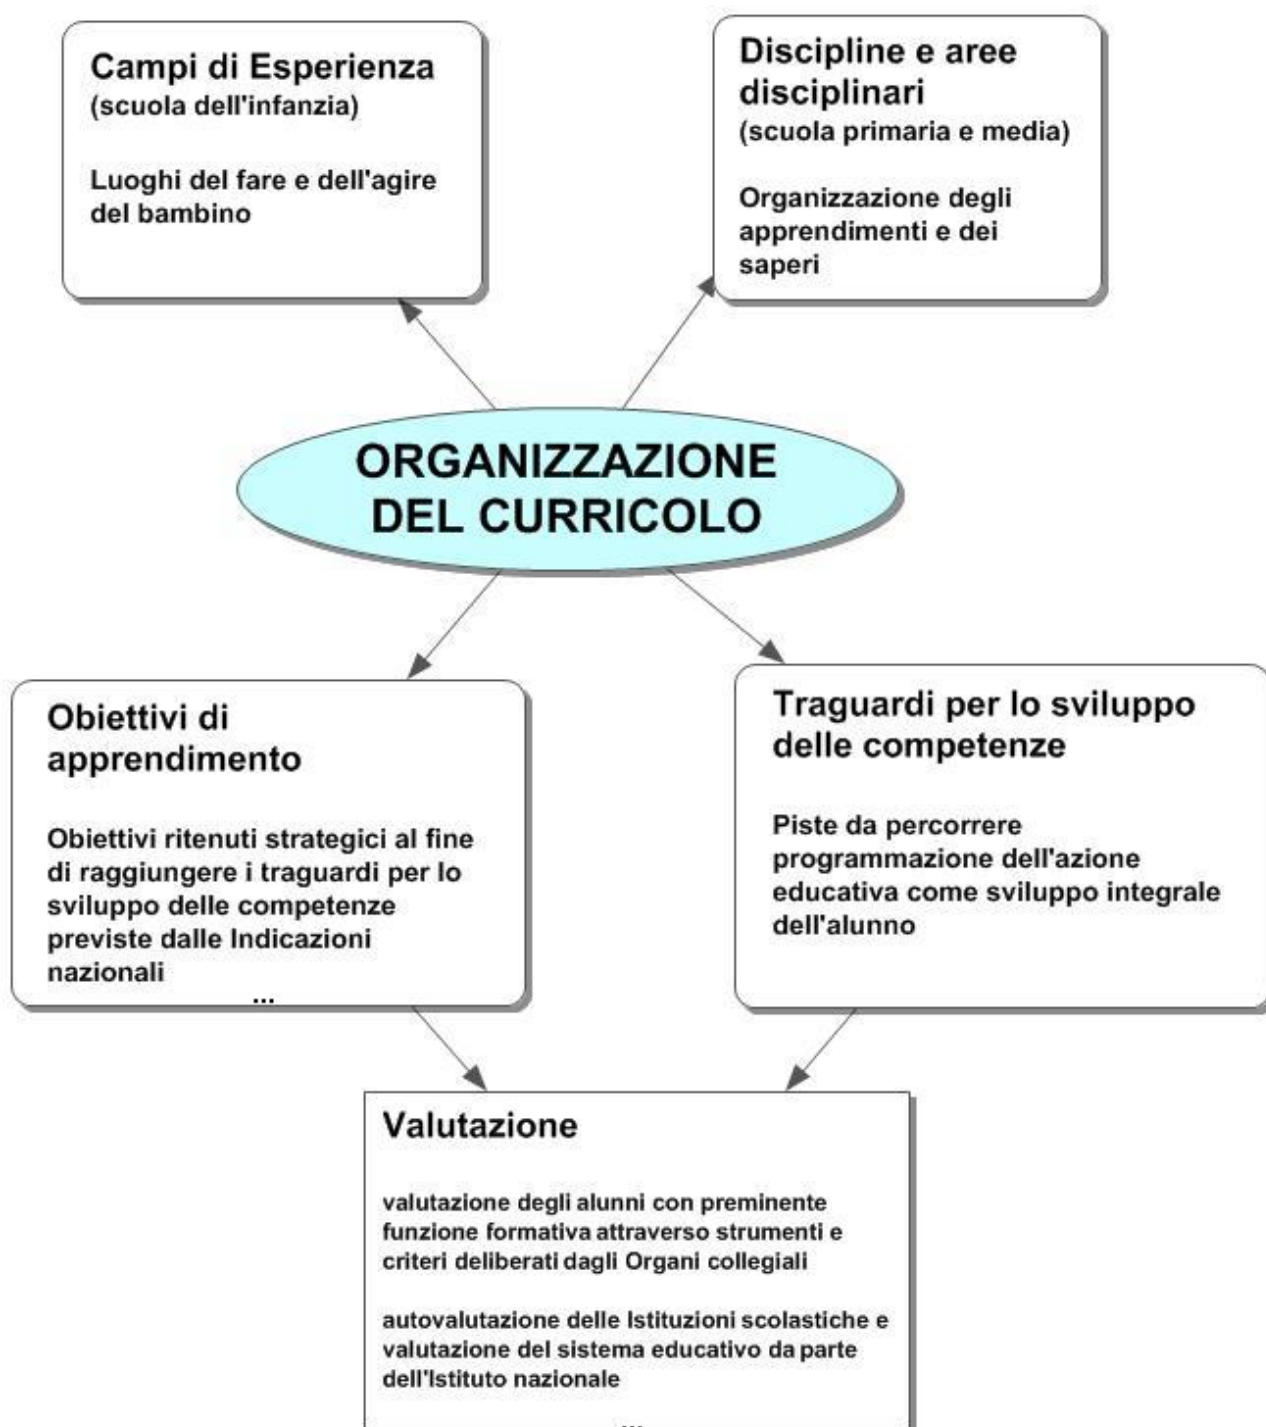 Campi di Esperienza
(scuola dell'infanzia)
Luoghi del fare e dell'agire
del bambino
Discipline e aree
disciplinari
(scuola primaria e media)
Organizzazione degli
apprendimenti e dei
saperi
ORGANIZZAZIONE
DEL CURRICOLO
Obiettivi di
apprendimento
Obiettivi ritenuti strategici al fine
di raggiungere i traguardi per lo
sviluppo delle competenze
previste dalle Indicazioni
nazionali
...
Traguardi per lo sviluppo
delle competenze
Piste da percorrere
programmazione dell'azione
educativa come sviluppo integrale
dell'alunno
Valutazione
valutazione degli alunni con preminente
funzione formativa attraverso strumenti e
criteri deliberati dagli Organi collegiali
autovalutazione delle Istituzioni scolastiche e
valutazione del sistema educativo da parte
dell'Istituto nazionale
...